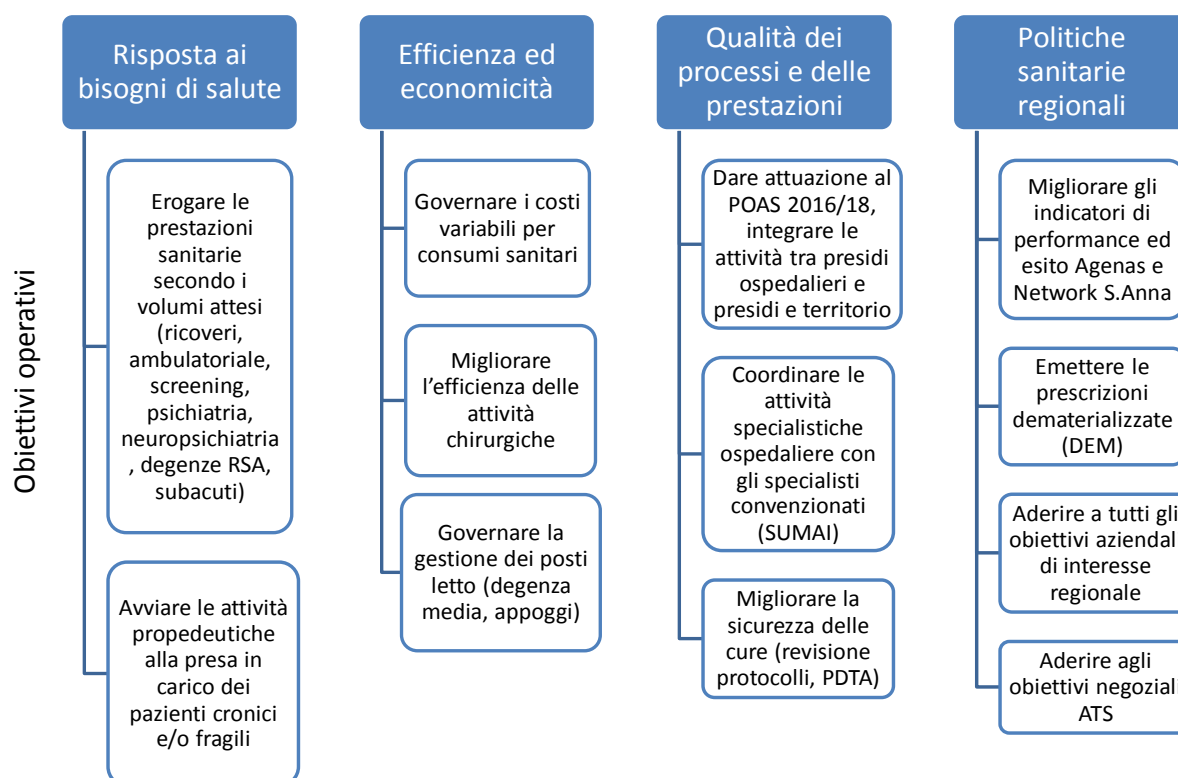 Obiettivi operativi
Risposta ai
bisogni di salute
Erogare le
prestazioni
sanitarie
secondo i
volumi attesi
(ricoveri,
ambulatoriale,
screening,
psichiatria,
neuropsichiatria
, degenze RSA,
subacuti)
Avviare le attività
propedeutiche
alla presa in
carico dei
pazienti cronici
e/o fragili
Efficienza ed
economicità
Governare i costi
variabili per
consumi sanitari
Migliorare
l'efficienza delle
attività
chirurgiche
Governare la
gestione dei posti
letto (degenza
media, appoggi)
Qualità dei
processi e delle
prestazioni
Dare attuazione al
POAS 2016/18,
integrare le
attività tra presidi
ospedalieri e
presidi e territorio
Coordinare le
attività
specialistiche
ospedaliere con
gli specialisti
convenzionati
(SUMAI)
Migliorare la
sicurezza delle
cure (revisione
protocolli, PDTA)
Politiche
sanitarie
regionali
Migliorare gli
indicatori di
performance ed
esito Agenas e
Network S.Anna
Emettere le
prescrizioni
dematerializzate
(DEM)
Aderire a tutti gli
obiettivi aziendal
di interesse
regionale
Aderire agli
obiettivi negoziali
ATS